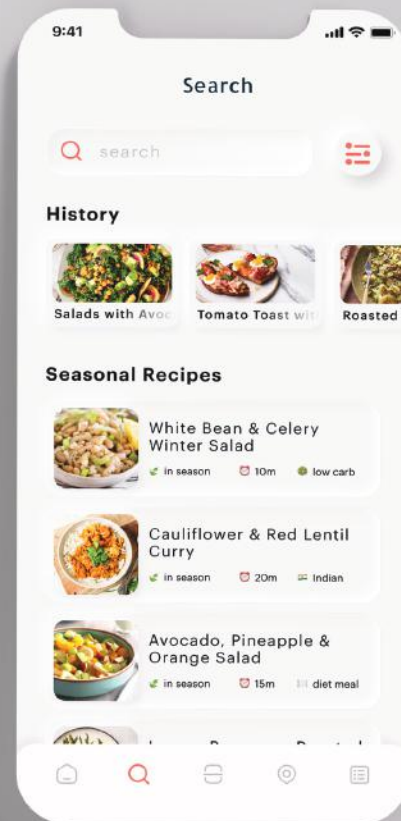 9:41
Search
search
History
Salads with Avoc
Tomato Toast wit
Roasted
Seasonal Recipes
White Bean & Celery
Winter Salad
in season 10m low carb
Cauliflower & Red Lentil
Curry
in season 20m Indian
Avocado, Pineapple &
Orange Salad
in season 15m diet meal